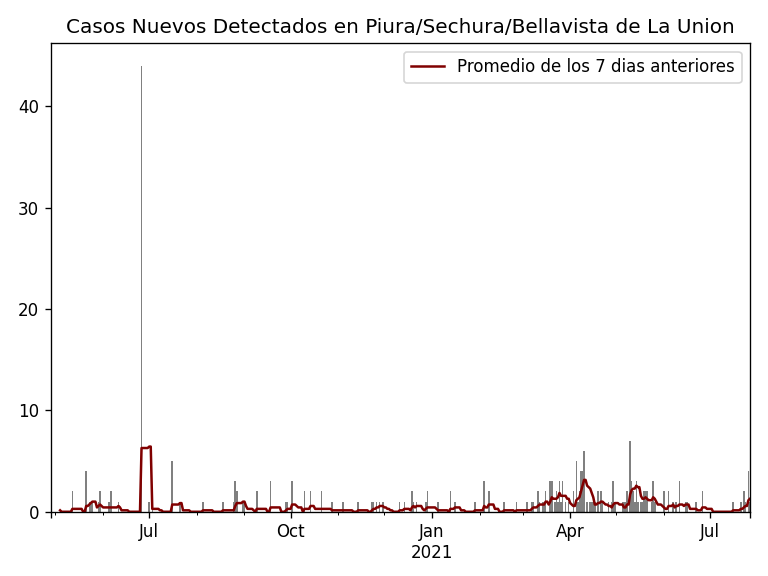 Casos Nuevos Detectados en Piura/Sechura/Bellavista de La Union
Promedio de los 7 dias anteriores
40
30
20
10
0
Jul Oct Jan Apr Jul
2021